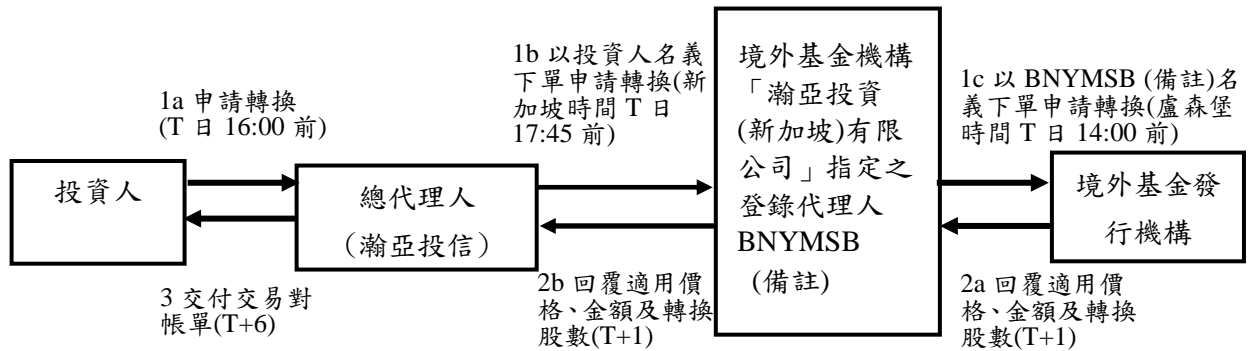 1a 申請轉換
(T 日 16:00 前)
1b 以投資人名義
下單申請轉換(新
加坡時間 T 日
17:45 前)
境外基金機構
「瀚亞投資
(新加坡)有限
公司」指定之
登錄代理人
BNYMSB
(備註)
1c 以 BNYMSB (備註)名
義下單申請轉換(盧森堡
時間 T 日 14:00 前)
投資人
總代理人
（瀚亞投信）
境外基金發
行機構
3 交付交易對
帳單(T+6)
2b 回覆適用價
格、金額及轉換
股數(T+1)
2a 回覆適用價
格、金額及轉換
股數(T+1)